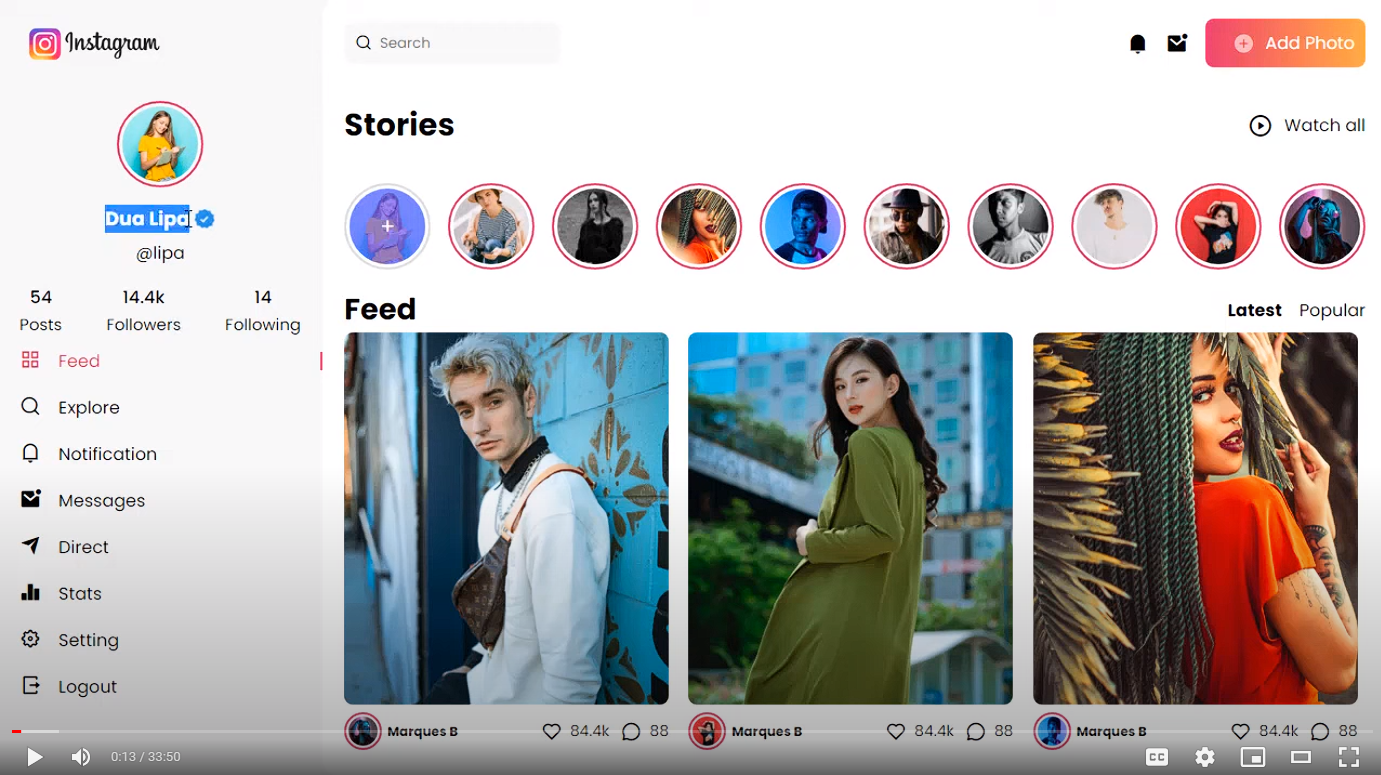 Instagram
Search
Add Photo
Stories
Watch all
Dua Lipa
@lipa
54 14.4k 14
Posts Followers Following
Feed
Explore
Notification
Messages
Direct
Stats
Setting
Logout
Feed
Latest Popular
Marques B 84.4k 88
Marques B 84.4k 88
Marques B 84.4k 88
0:13 / 33:50
CC